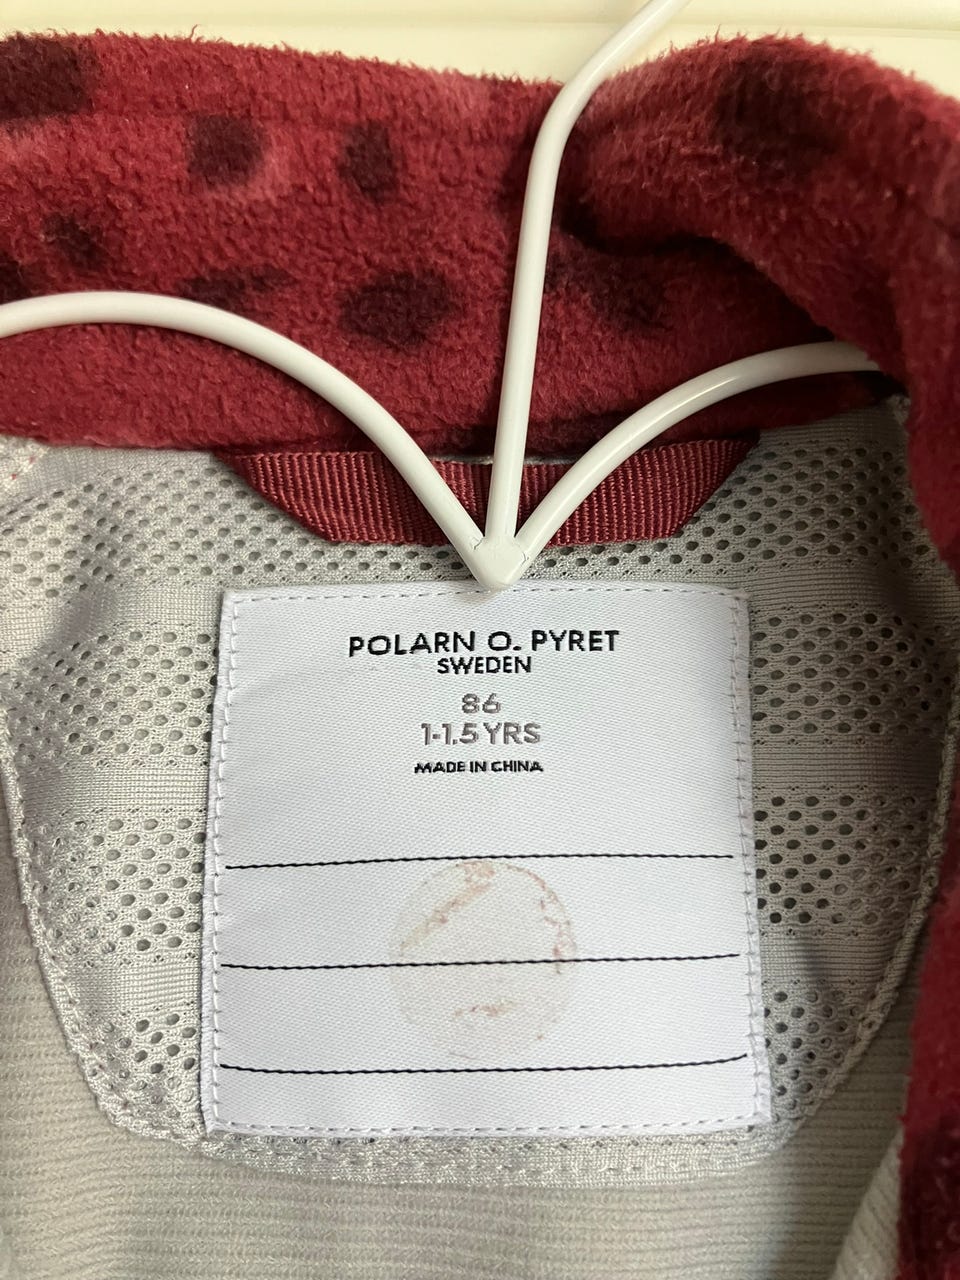 POLARN O. PYRET
SWEDEN
86
1-1.5 YRS
MADE IN CHINA